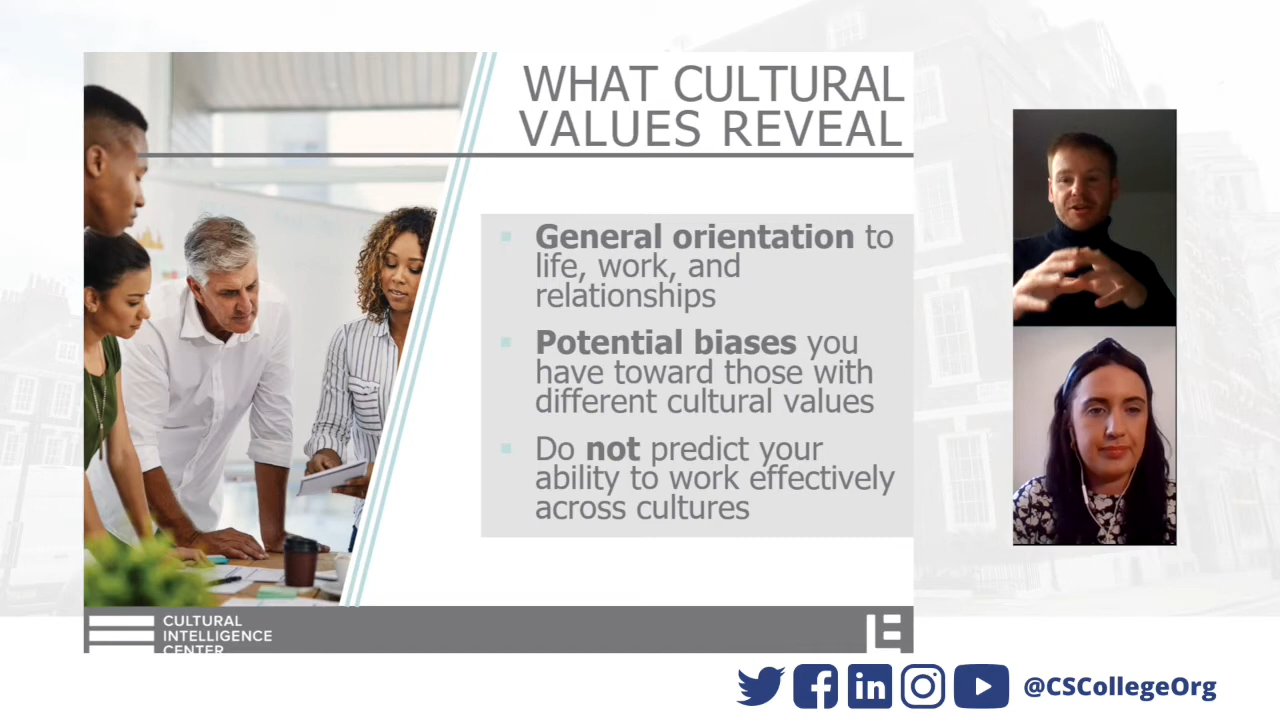 WHAT CULTURAL
VALUES REVEAL
General orientation to
life, work, and
relationships
Potential biases you
have toward those with
different cultural values
Do not predict your
ability to work effectively
across cultures
CULTURAL
INTELLIGENCE
CENTER
@CSCollegeOrg